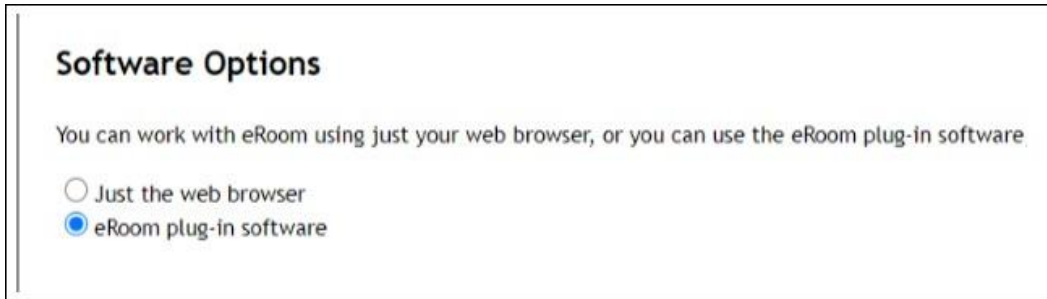 Software Options
You can work with eRoom using just your web browser, or you can use the eRoom plug-in software
Just the web browser
eRoom plug-in software